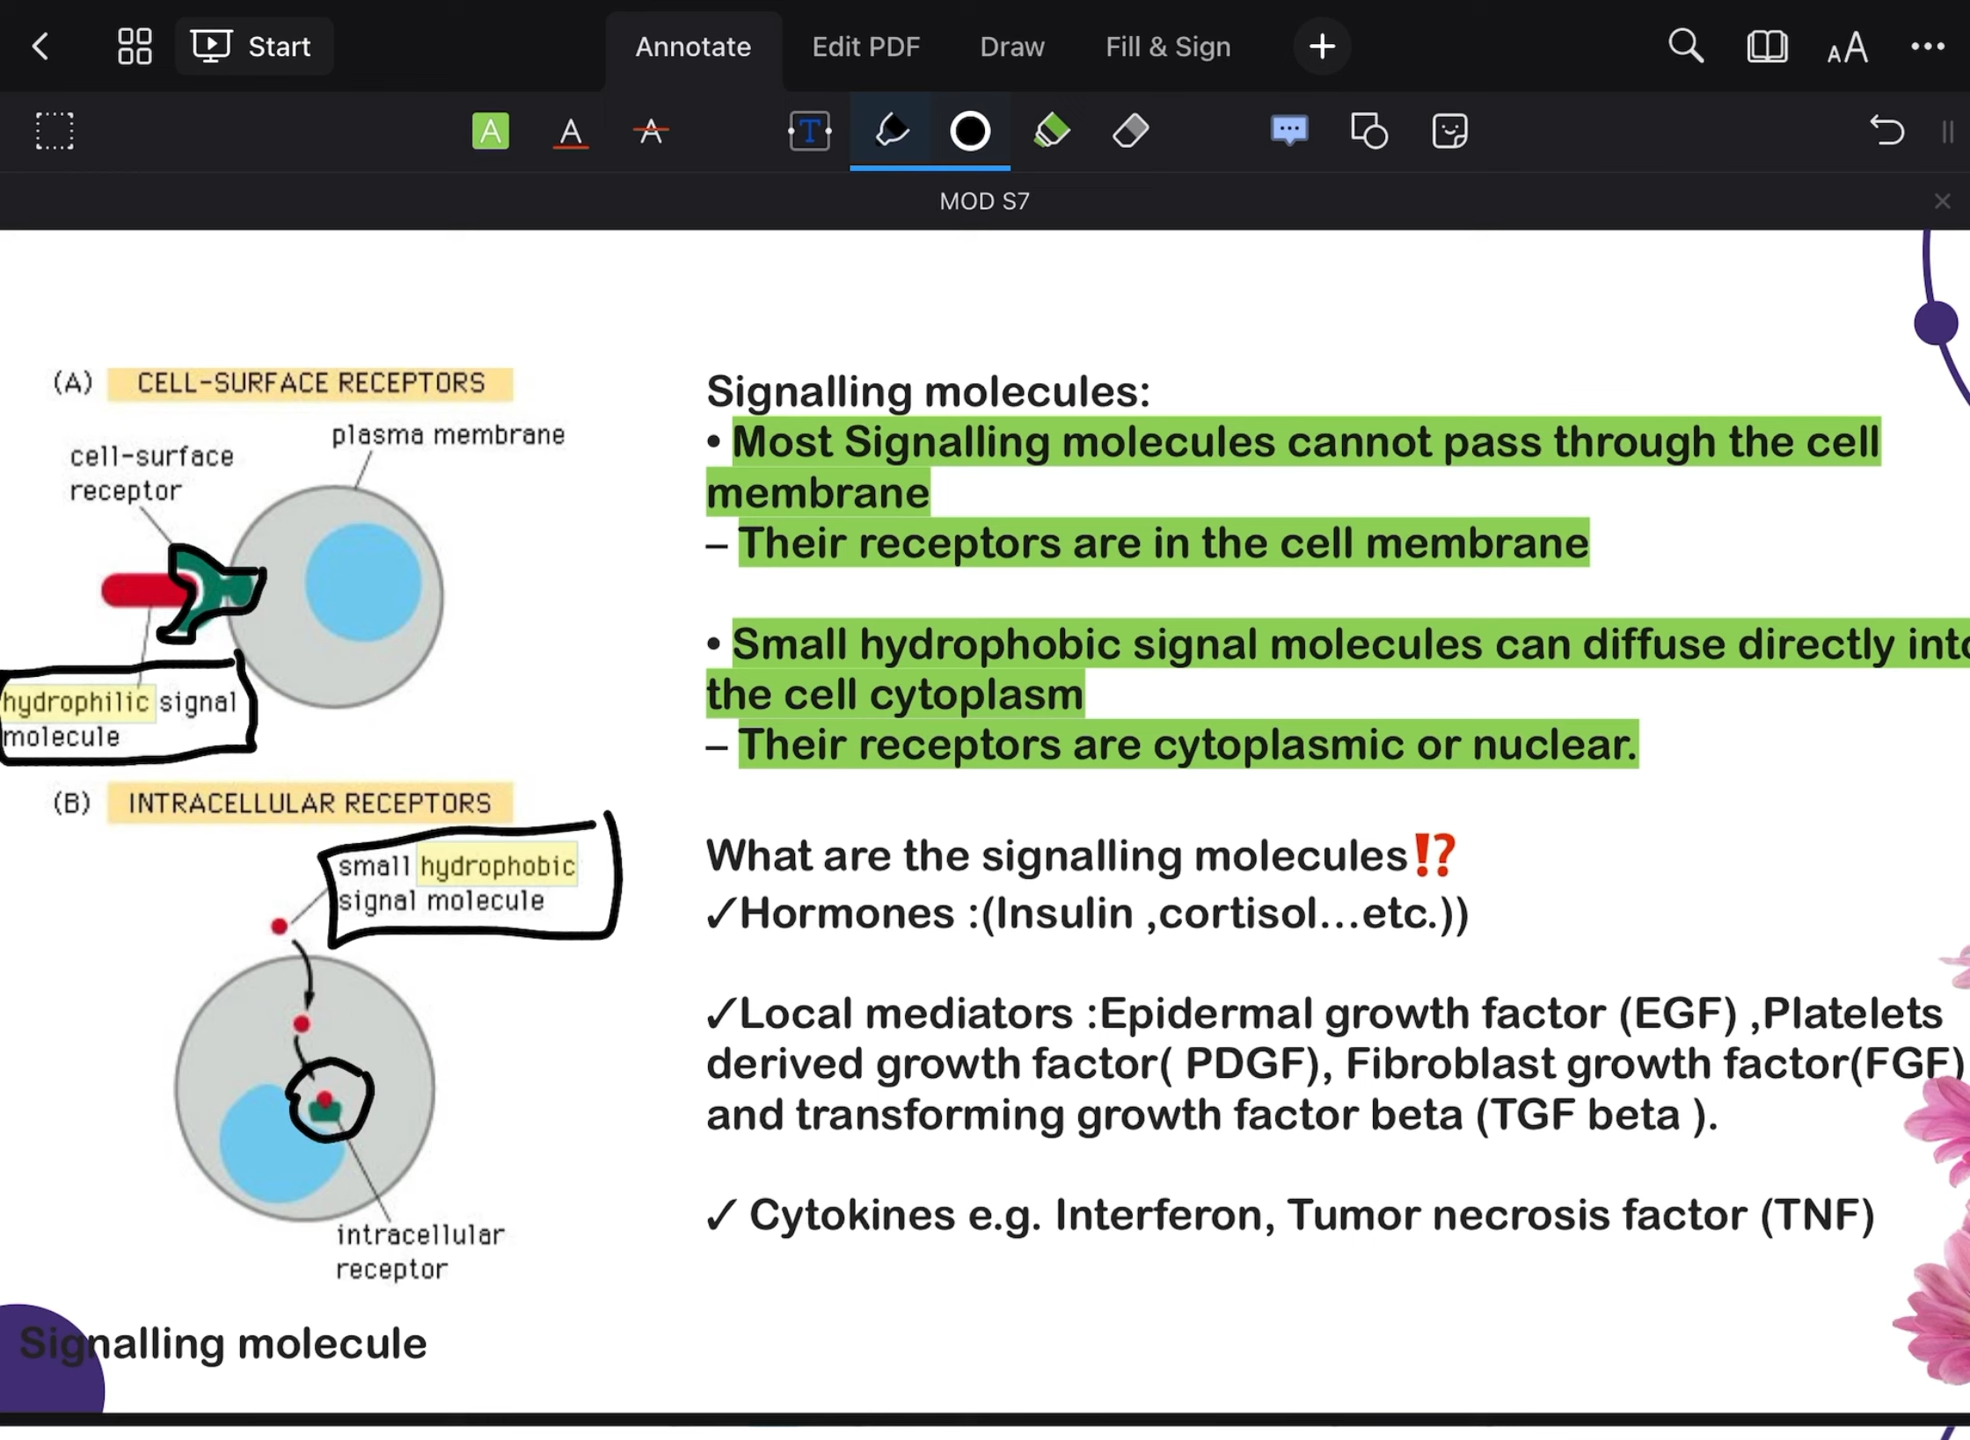 Start
Annotate
Edit PDF
Draw
Fill & Sign
MOD S7
(A) CELL-SURFACE RECEPTORS
plasma membrane
cell-surface
receptor
hydrophilic signal
molecule
(B) INTRACELLULAR RECEPTORS
small hydrophobic
signal molecule
intracellular
receptor
Signalling molecule
Signalling molecules:
• Most Signalling molecules cannot pass through the cell
membrane
– Their receptors are in the cell membrane
• Small hydrophobic signal molecules can diffuse directly into
the cell cytoplasm
– Their receptors are cytoplasmic or nuclear.
What are the signalling molecules⁉️
✓Hormones :(Insulin ,cortisol...etc.))
✓Local mediators :Epidermal growth factor (EGF) ,Platelets
derived growth factor( PDGF), Fibroblast growth factor(FGF)
and transforming growth factor beta (TGF beta ).
✓ Cytokines e.g. Interferon, Tumor necrosis factor (TNF)